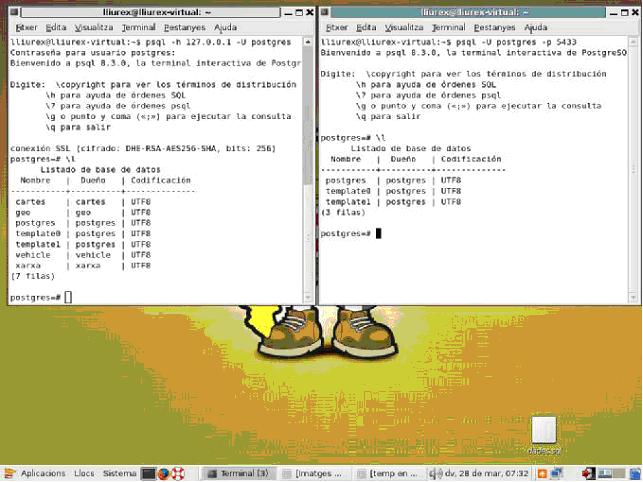 lliurex@lliurex-virtual: ~
Fitxer Edita Visualitza Terminal Pestanyes Ajuda
lliurex@lliurex-virtual:~$ psql -h 127.0.0.1 -U postgres
Contraseña para usuario postgres:
Bienvenido a psql 8.3.0, la terminal interactiva de Postgr
Digite: \copyright para ver los términos de distribución
\h para ayuda de órdenes SQL
\? para ayuda de órdenes psql
\g o punto y coma («;») para ejecutar la consulta
\q para salir
conexión SSL (cifrado: DHE-RSA-AES256-SHA, bits: 256)
postgres=# \l
Listado de base de datos
Nombre | Dueño | Codificación
-----------+----------+--------------
cartes | cartes | UTF8
geo | geo | UTF8
postgres | postgres | UTF8
template0 | postgres | UTF8
template1 | postgres | UTF8
vehicle | vehicle | UTF8
xarxa | xarxa | UTF8
(7 filas)
postgres=#
lliurex@lliurex-virtual: ~
Fitxer Edita Visualitza Terminal Pestanyes Ajuda
lliurex@lliurex-virtual:~$ psql -U postgres -p 5433
Bienvenido a psql 8.3.0, la terminal interactiva de PostgreSQ
Digite: \copyright para ver los términos de distribución
\h para ayuda de órdenes SQL
\? para ayuda de órdenes psql
\g o punto y coma («;») para ejecutar la consulta
\q para salir
postgres=# \l
Listado de base de datos
Nombre | Dueño | Codificación
-----------+----------+--------------
postgres | postgres | UTF8
template0 | postgres | UTF8
template1 | postgres | UTF8
(3 filas)
postgres=#
dades.sql
Aplicacions Llocs Sistema Terminal (3) [Imatges ... [temp en ... dv, 28 de mar, 07:32